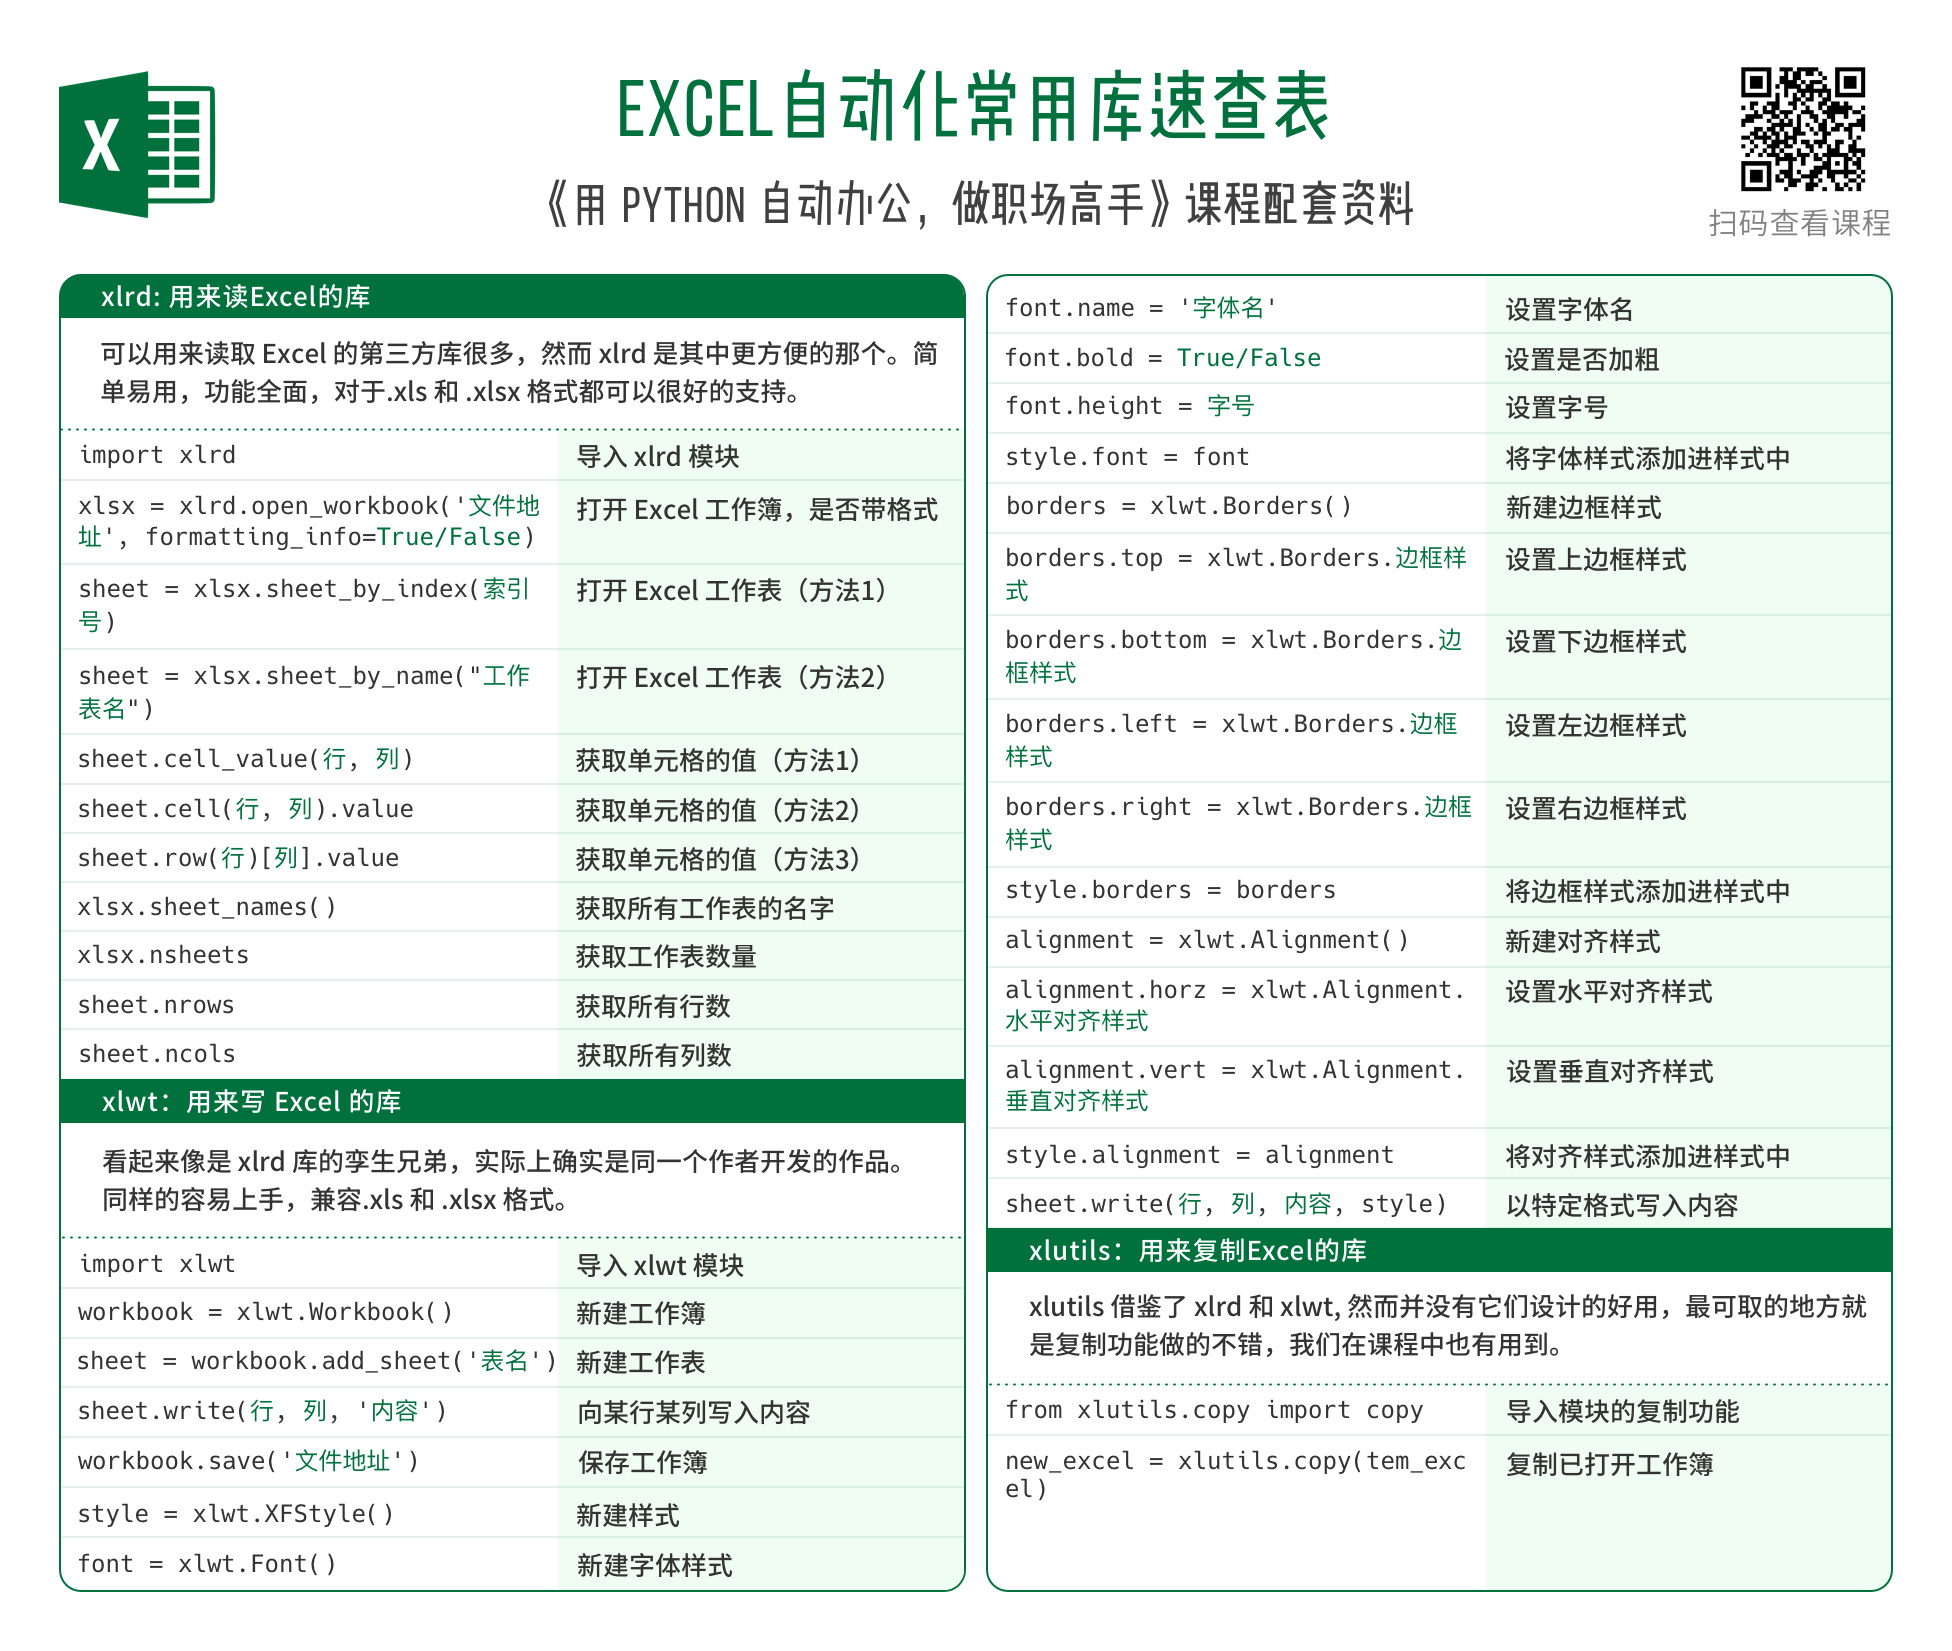 X
EXCEL自动化常用库速查表
《用 PYTHON 自动办公，做职场高手》课程配套资料
扫码查看课程
xlrd: 用来读Excel的库
可以用来读取 Excel 的第三方库很多，然而 xlrd 是其中更方便的那个。简
单易用，功能全面，对于.xls 和 .xlsx 格式都可以很好的支持。
import xlrd
导入 xlrd 模块
xlsx = xlrd.open_workbook('文件地
址', formatting_info=True/False)
打开 Excel 工作簿，是否带格式
sheet = xlsx.sheet_by_index(索引
号)
打开 Excel 工作表（方法1）
sheet = xlsx.sheet_by_name("工作
表名")
打开 Excel 工作表（方法2）
sheet.cell_value(行, 列)
获取单元格的值（方法1）
sheet.cell(行, 列).value
获取单元格的值（方法2）
sheet.row(行)[列].value
获取单元格的值（方法3）
xlsx.sheet_names()
获取所有工作表的名字
xlsx.nsheets
获取工作表数量
sheet.nrows
获取所有行数
sheet.ncols
获取所有列数
xlwt：用来写 Excel 的库
看起来像是 xlrd 库的孪生兄弟，实际上确实是同一个作者开发的作品。
同样的容易上手，兼容.xls 和 .xlsx 格式。
import xlwt
导入 xlwt 模块
workbook = xlwt.Workbook()
新建工作簿
sheet = workbook.add_sheet('表名')
新建工作表
sheet.write(行, 列, '内容')
向某行某列写入内容
workbook.save('文件地址')
保存工作簿
style = xlwt.XFStyle()
新建样式
font = xlwt.Font()
新建字体样式
font.name = '字体名'
设置字体名
font.bold = True/False
设置是否加粗
font.height = 字号
设置字号
style.font = font
将字体样式添加进样式中
borders = xlwt.Borders()
新建边框样式
borders.top = xlwt.Borders.边框样
式
设置上边框样式
borders.bottom = xlwt.Borders.边
框样式
设置下边框样式
borders.left = xlwt.Borders.边框
样式
设置左边框样式
borders.right = xlwt.Borders.边框
样式
设置右边框样式
style.borders = borders
将边框样式添加进样式中
alignment = xlwt.Alignment()
新建对齐样式
alignment.horz = xlwt.Alignment.
水平对齐样式
设置水平对齐样式
alignment.vert = xlwt.Alignment.
垂直对齐样式
设置垂直对齐样式
style.alignment = alignment
将对齐样式添加进样式中
sheet.write(行, 列, 内容, style)
以特定格式写入内容
xlutils：用来复制Excel的库
xlutils 借鉴了 xlrd 和 xlwt, 然而并没有它们设计的好用，最可取的地方就
是复制功能做的不错，我们在课程中也有用到。
from xlutils.copy import copy
导入模块的复制功能
new_excel = xlutils.copy(tem_exc
el)
复制已打开工作簿